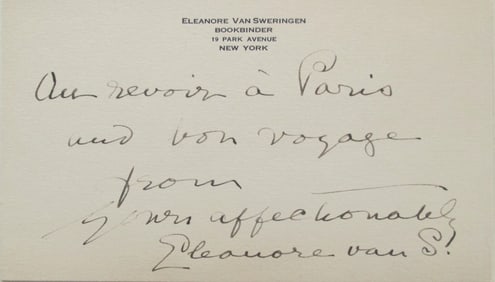 Eleanore Van Sweringen
BOOKBINDER
19 PARK AVENUE
NEW YORK
Au revoir à Paris
and bon voyage
from
yours affectionately
Eleanore van S!